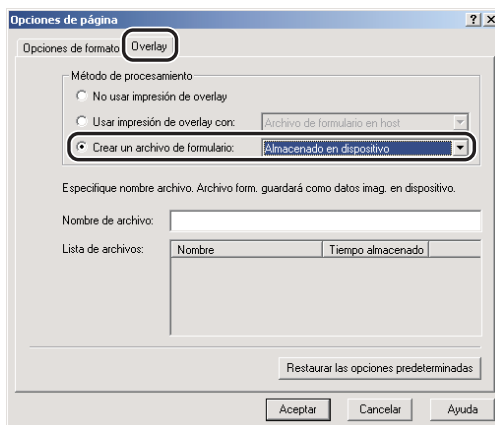 Opciones de página
Opciones de formato Overlay
Método de procesamiento
No usar impresión de overlay
Usar impresión de overlay con: Archivo de formulario en host
Crear un archivo de formulario: Almacenado en dispositivo
Especifique nombre archivo. Archivo form. guardará como datos imag. en dispositivo.
Nombre de archivo:
Lista de archivos: Nombre Tiempo almacenado
Restaurar las opciones predeterminadas
Aceptar Cancelar Ayuda